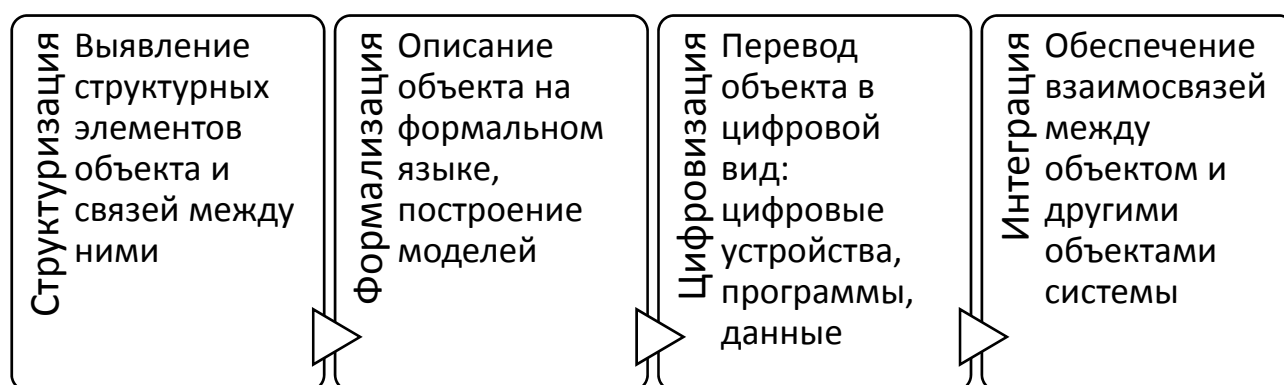 Структуризация
Выявление
структурных
элементов
объекта и
связей между
ними
Формализация
Описание
объекта на
формальном
языке,
построение
моделей
Цифровизация
Перевод
объекта в
цифровой
вид:
цифровые
устройства,
программы,
данные
Интеграция
Обеспечение
взаимосвязей
между
объектом и
другими
объектами
системы